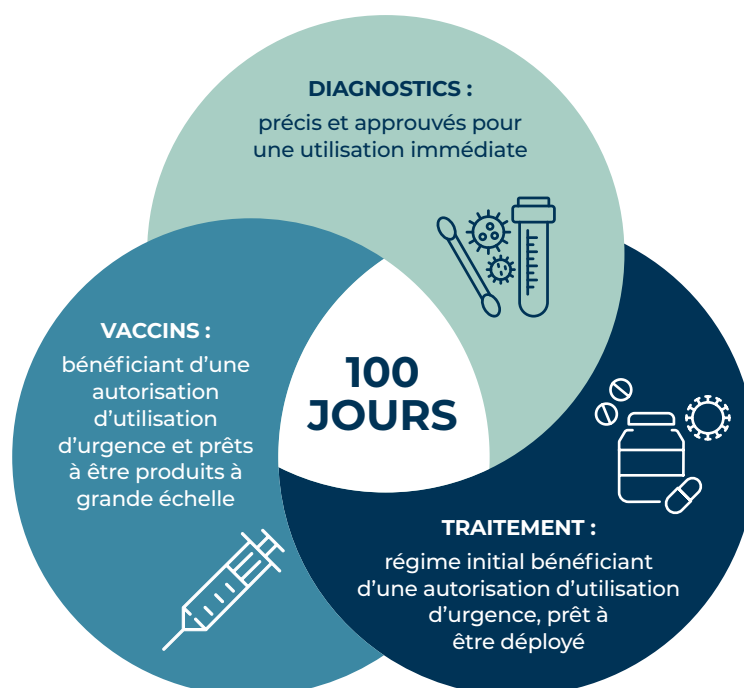 DIAGNOSTICS :
précis et approuvés pour
une utilisation immédiate
VACCINS :
bénéficiant d’une
autorisation
d’utilisation
d’urgence et prêts
à être produits à
grande échelle
100
JOURS
TRAITEMENT :
régime initial bénéficiant
d’une autorisation d’utilisation
d’urgence, prêt à
être déployé